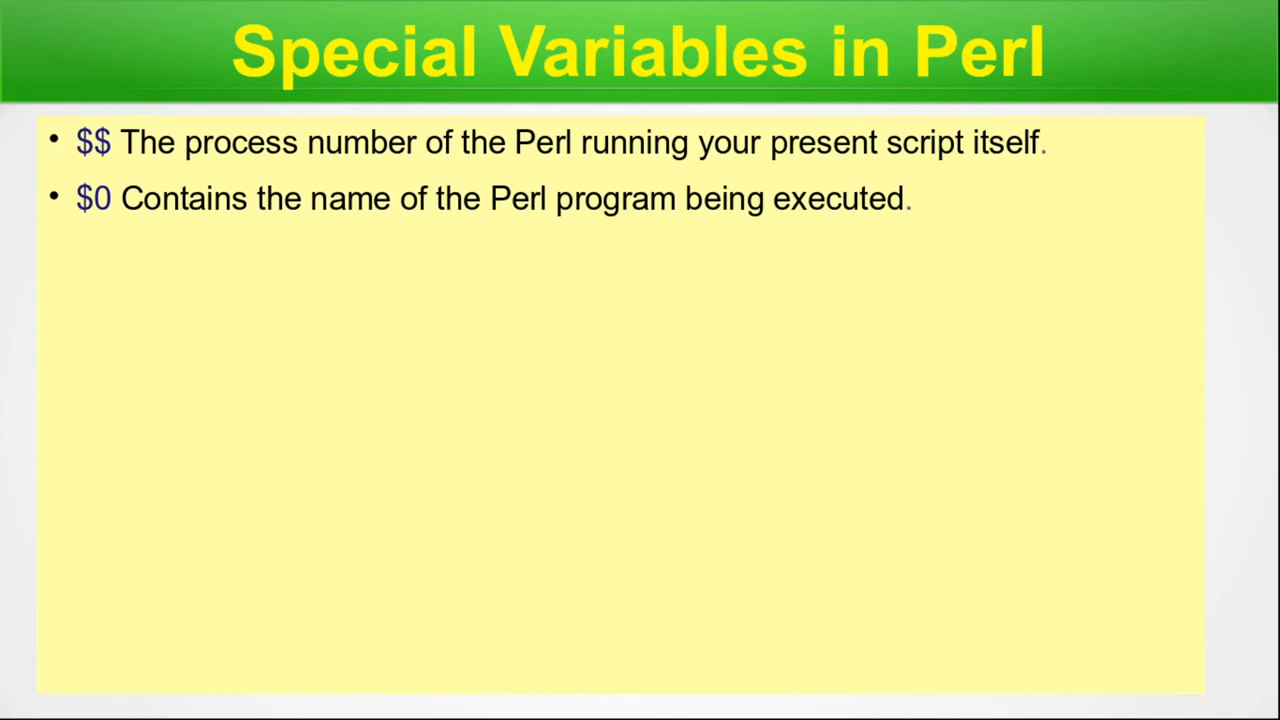 Special Variables in Perl
• $$ The process number of the Perl running your present script itself.
• $0 Contains the name of the Perl program being executed.